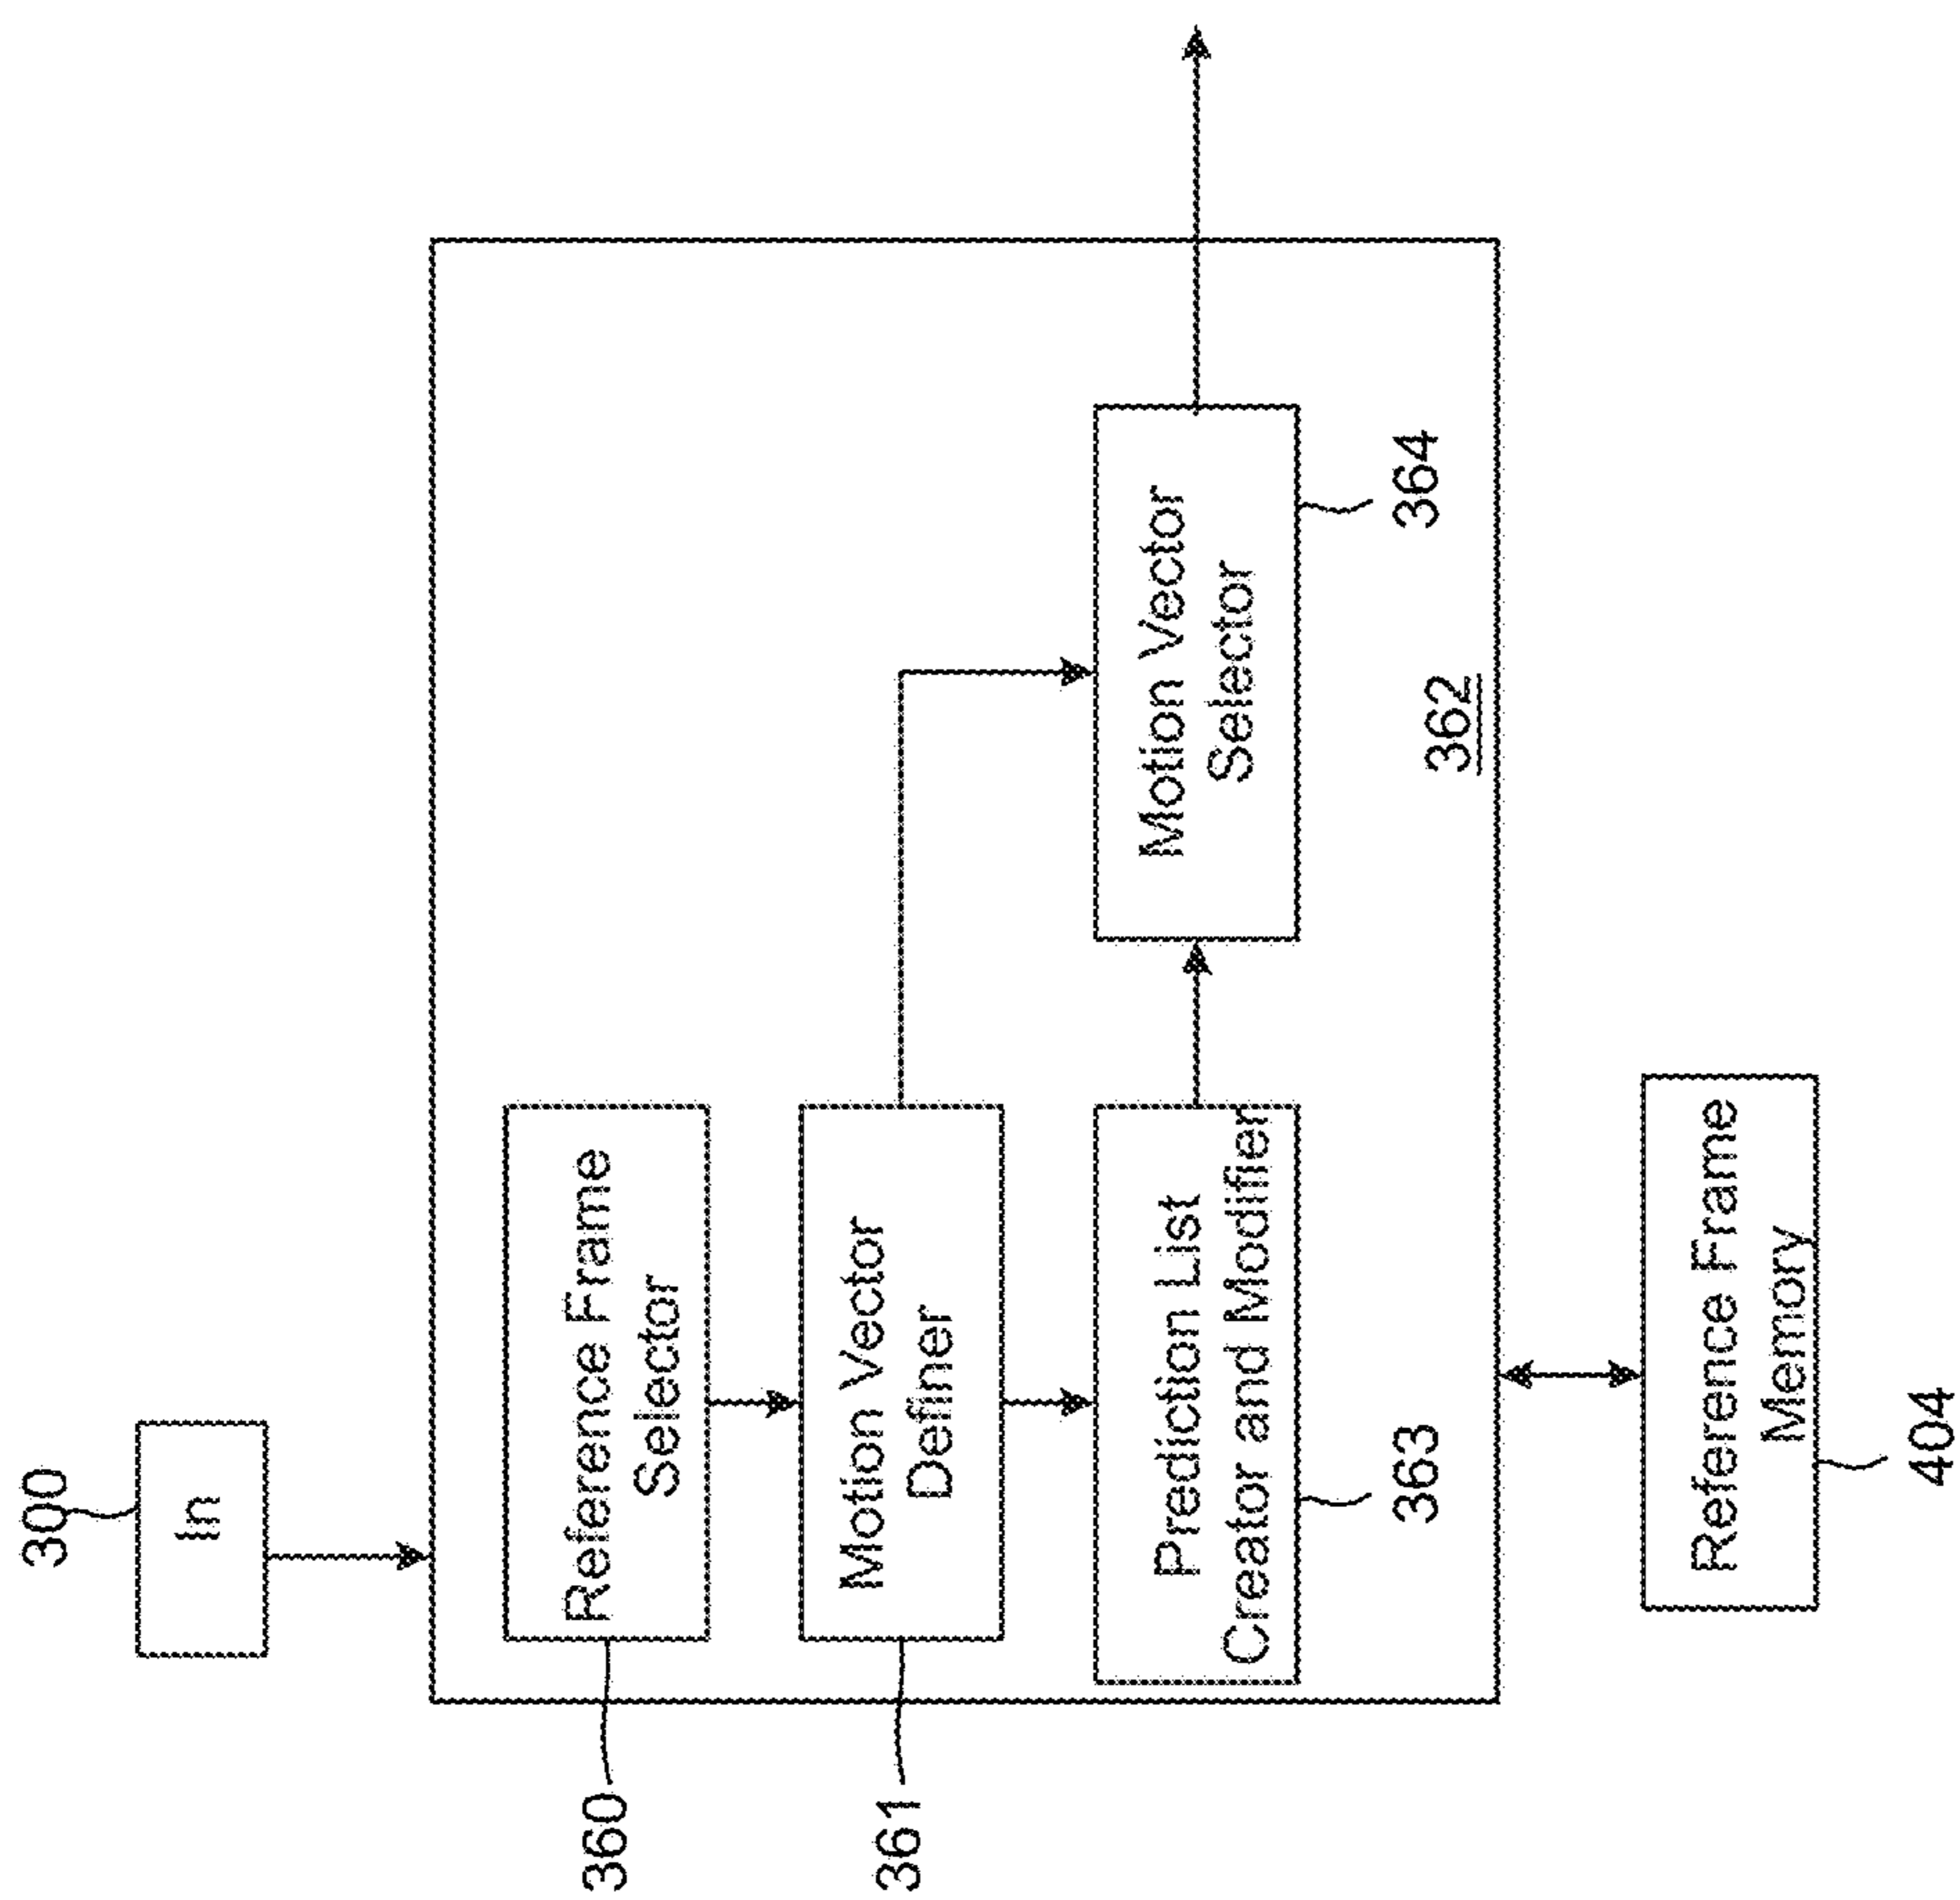 300
In
360
Reference Frame
Selector
361
Motion Vector
Definer
Prediction List
Creator and Modifier
363
Motion Vector
Selector
364
362
Reference Frame
Memory
404